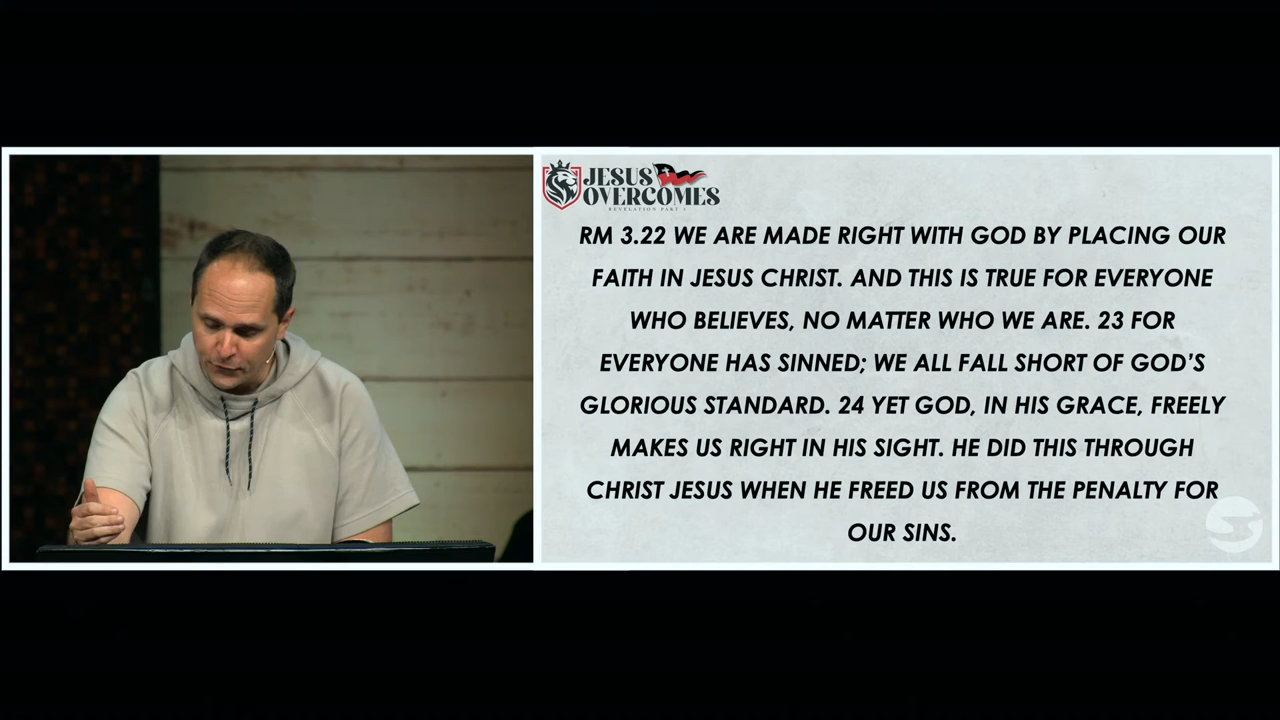 JESUS
OVERCOMES
REVELATION PART 1
RM 3.22 WE ARE MADE RIGHT WITH GOD BY PLACING OUR
FAITH IN JESUS CHRIST. AND THIS IS TRUE FOR EVERYONE
WHO BELIEVES, NO MATTER WHO WE ARE. 23 FOR
EVERYONE HAS SINNED; WE ALL FALL SHORT OF GOD'S
GLORIOUS STANDARD. 24 YET GOD, IN HIS GRACE, FREELY
MAKES US RIGHT IN HIS SIGHT. HE DID THIS THROUGH
CHRIST JESUS WHEN HE FREED US FROM THE PENALTY FOR
OUR SINS.